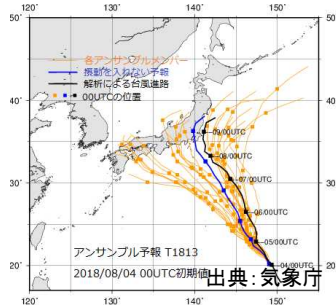 120° 130° 140° 150°
各アンサンブルメンバー
摂動を入れない予報
解析による台風進路
00UTCの位置
40° 40°
09/00UTC
08/00UTC
07/00UTC
30° 30°
06/00UTC
05/00UTC
アンサンブル予報 T1813
2018/08/04 00UTC初期値
04/00UTC
20° 20°
出典:気象庁
120° 130° 140° 150°